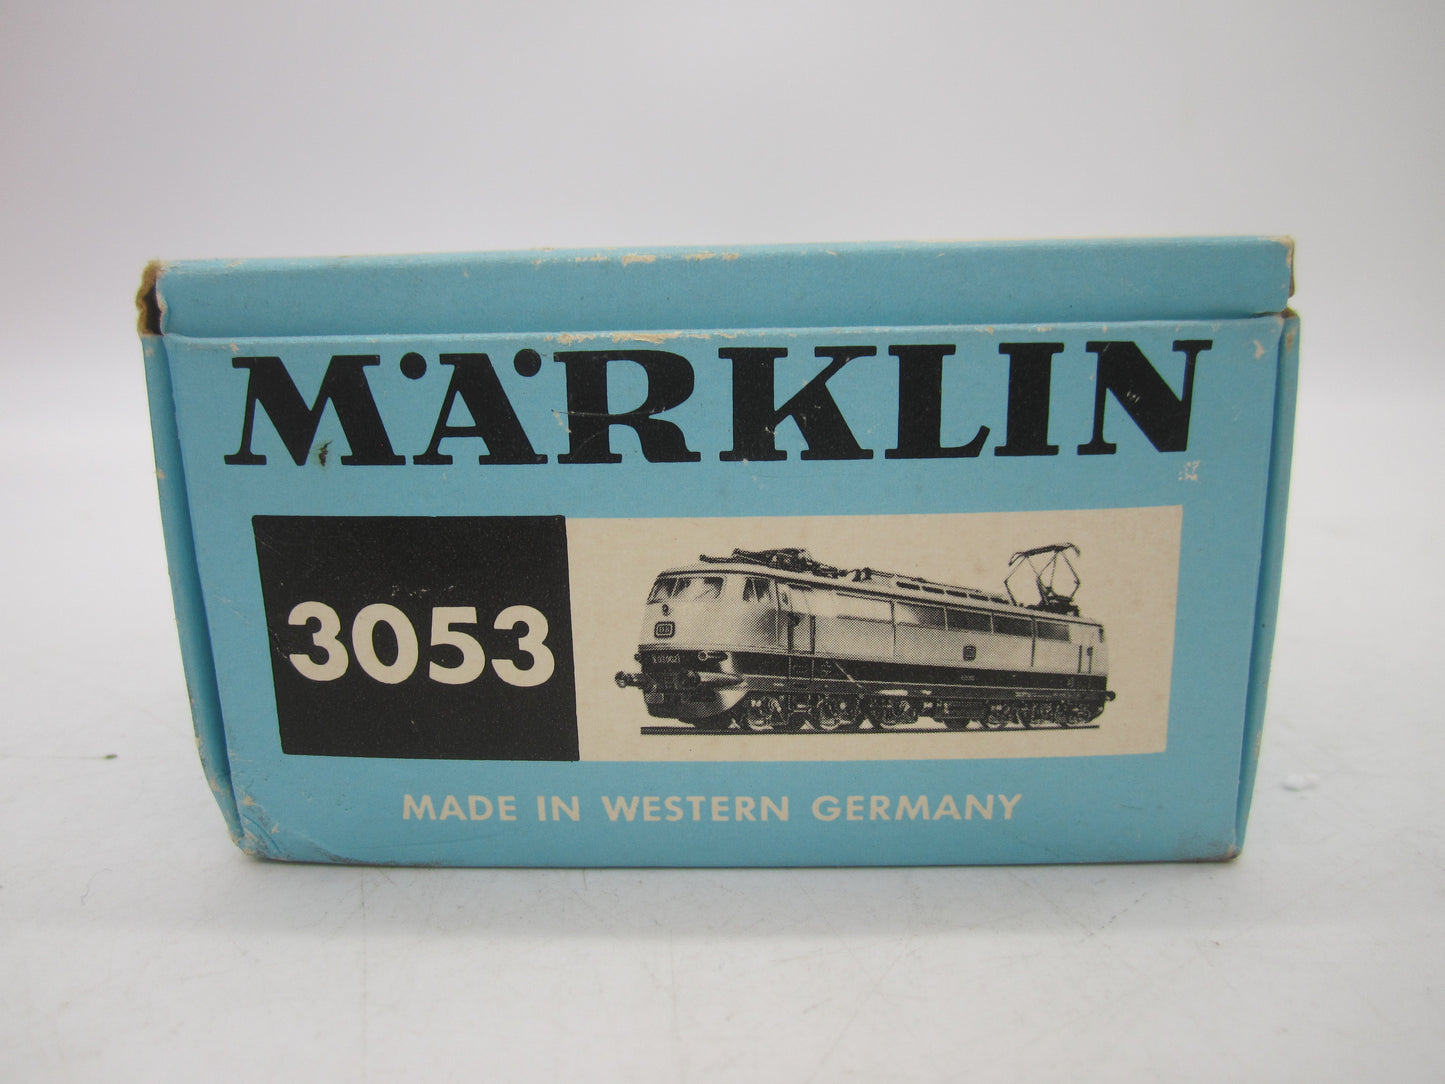 MÄRKLIN
3053
MADE IN WESTERN GERMANY